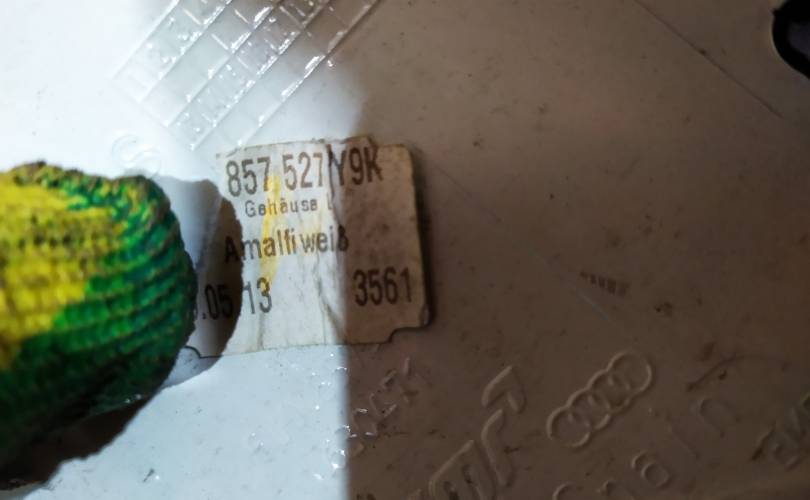 857 527 Y9K
Gehäuse L
Amalfiweiß
.05 13
3561